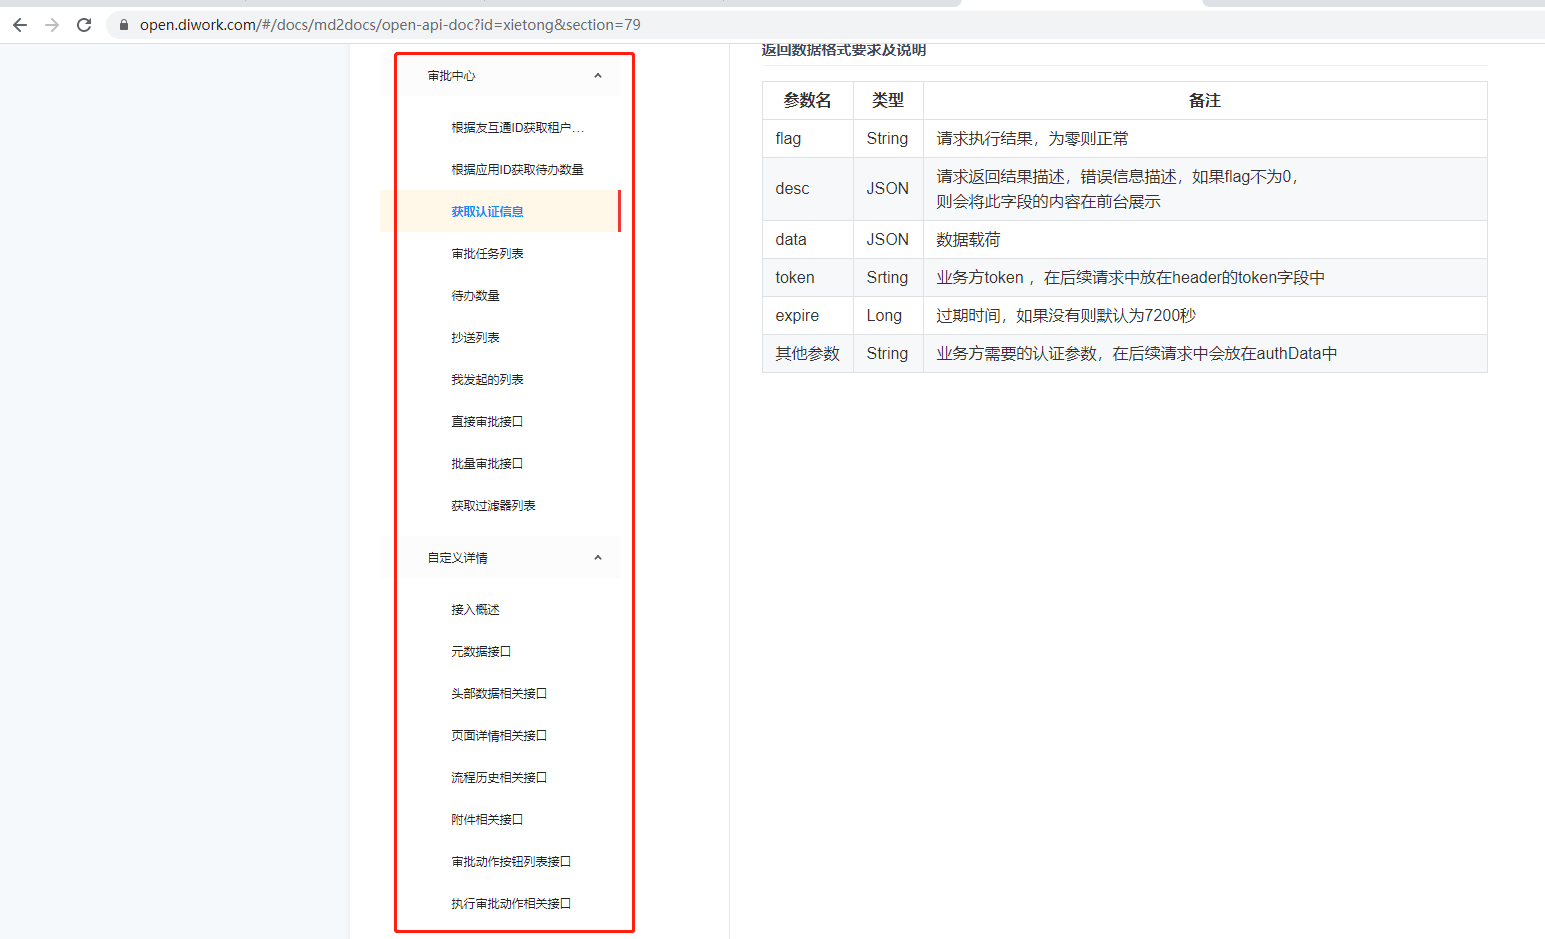 open.diwork.com/#/docs/md2docs/open-api-doc?id=xietong&section=79
审批中心
根据友互通ID获取租户...
根据应用ID获取待办数量
获取认证信息
审批任务列表
待办数量
抄送列表
我发起的列表
直接审批接口
批量审批接口
获取过滤器列表
自定义详情
接入概述
元数据接口
头部数据相关接口
页面详情相关接口
流程历史相关接口
附件相关接口
审批动作按钮列表接口
执行审批动作相关接口
返回数据格式要求及说明
参数名 类型 备注
flag String 请求执行结果，为零则正常
desc JSON 请求返回结果描述，错误信息描述，如果flag不为0，
则会将此字段的内容在前台展示
data JSON 数据载荷
token Srting 业务方token ，在后续请求中放在header的token字段中
expire Long 过期时间，如果没有则默认为7200秒
其他参数 String 业务方需要的认证参数，在后续请求中会放在authData中